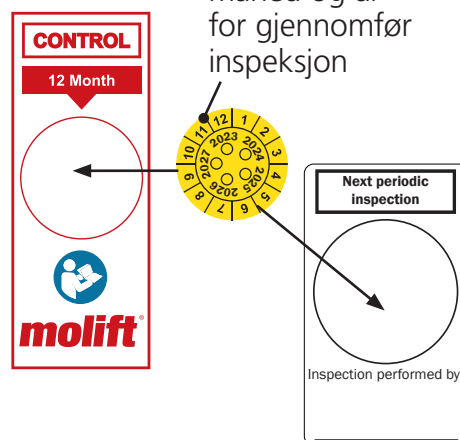 for gjennomfør
inspeksjon
CONTROL
12 Month
molift®
12 1 2 3 4 5 6 7 8 9 10 11
2023 2024 2025 2026 2027
Next periodic
inspection
Inspection performed by